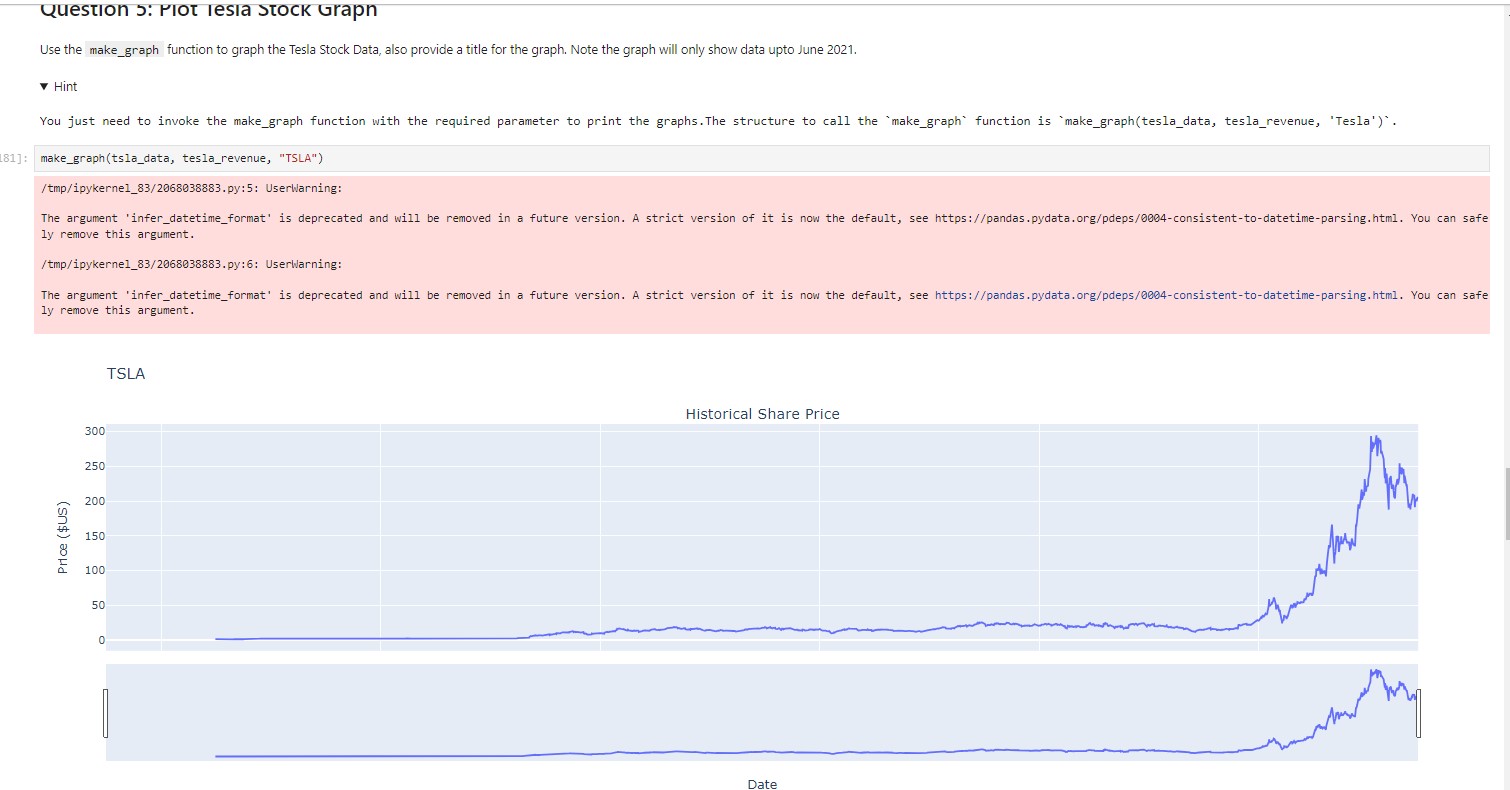 Question 5: Plot Tesla Stock Graph
Use the make_graph function to graph the Tesla Stock Data, also provide a title for the graph. Note the graph will only show data upto June 2021.
▼ Hint
You just need to invoke the make_graph function with the required parameter to print the graphs.The structure to call the `make_graph` function is `make_graph(tesla_data, tesla_revenue, 'Tesla')`.
181]: make_graph(tsla_data, tesla_revenue, "TSLA")
/tmp/ipykernel_83/2068038883.py:5: UserWarning:
The argument 'infer_datetime_format' is deprecated and will be removed in a future version. A strict version of it is now the default, see https://pandas.pydata.org/pdeps/0004-consistent-to-datetime-parsing.html. You can safe
ly remove this argument.
/tmp/ipykernel_83/2068038883.py:6: UserWarning:
The argument 'infer_datetime_format' is deprecated and will be removed in a future version. A strict version of it is now the default, see https://pandas.pydata.org/pdeps/0004-consistent-to-datetime-parsing.html. You can safe
ly remove this argument.
TSLA
Historical Share Price
300
250
200
150
100
50
0
Price ($US)
Date